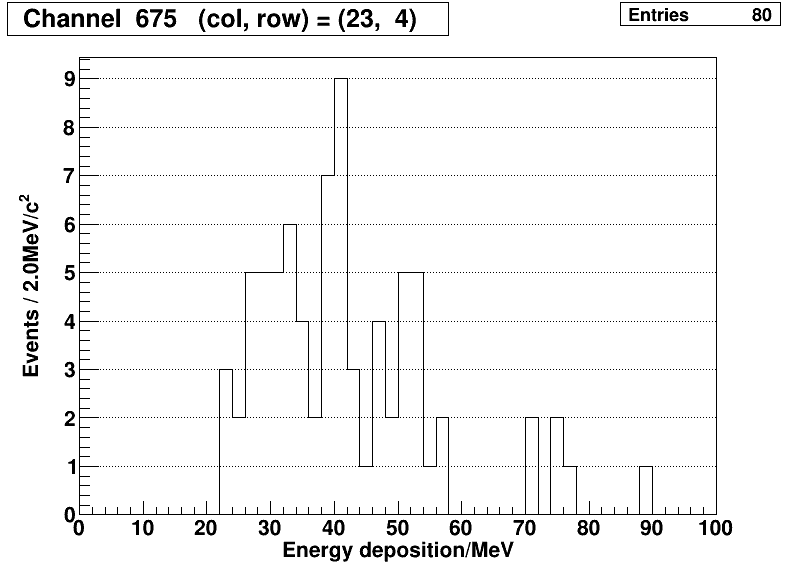 Channel 675 (col, row) = (23, 4)
Entries 80
Events / 2.0MeV/c²
9
8
7
6
5
4
3
2
1
0
0 10 20 30 40 50 60 70 80 90 100
Energy deposition/MeV